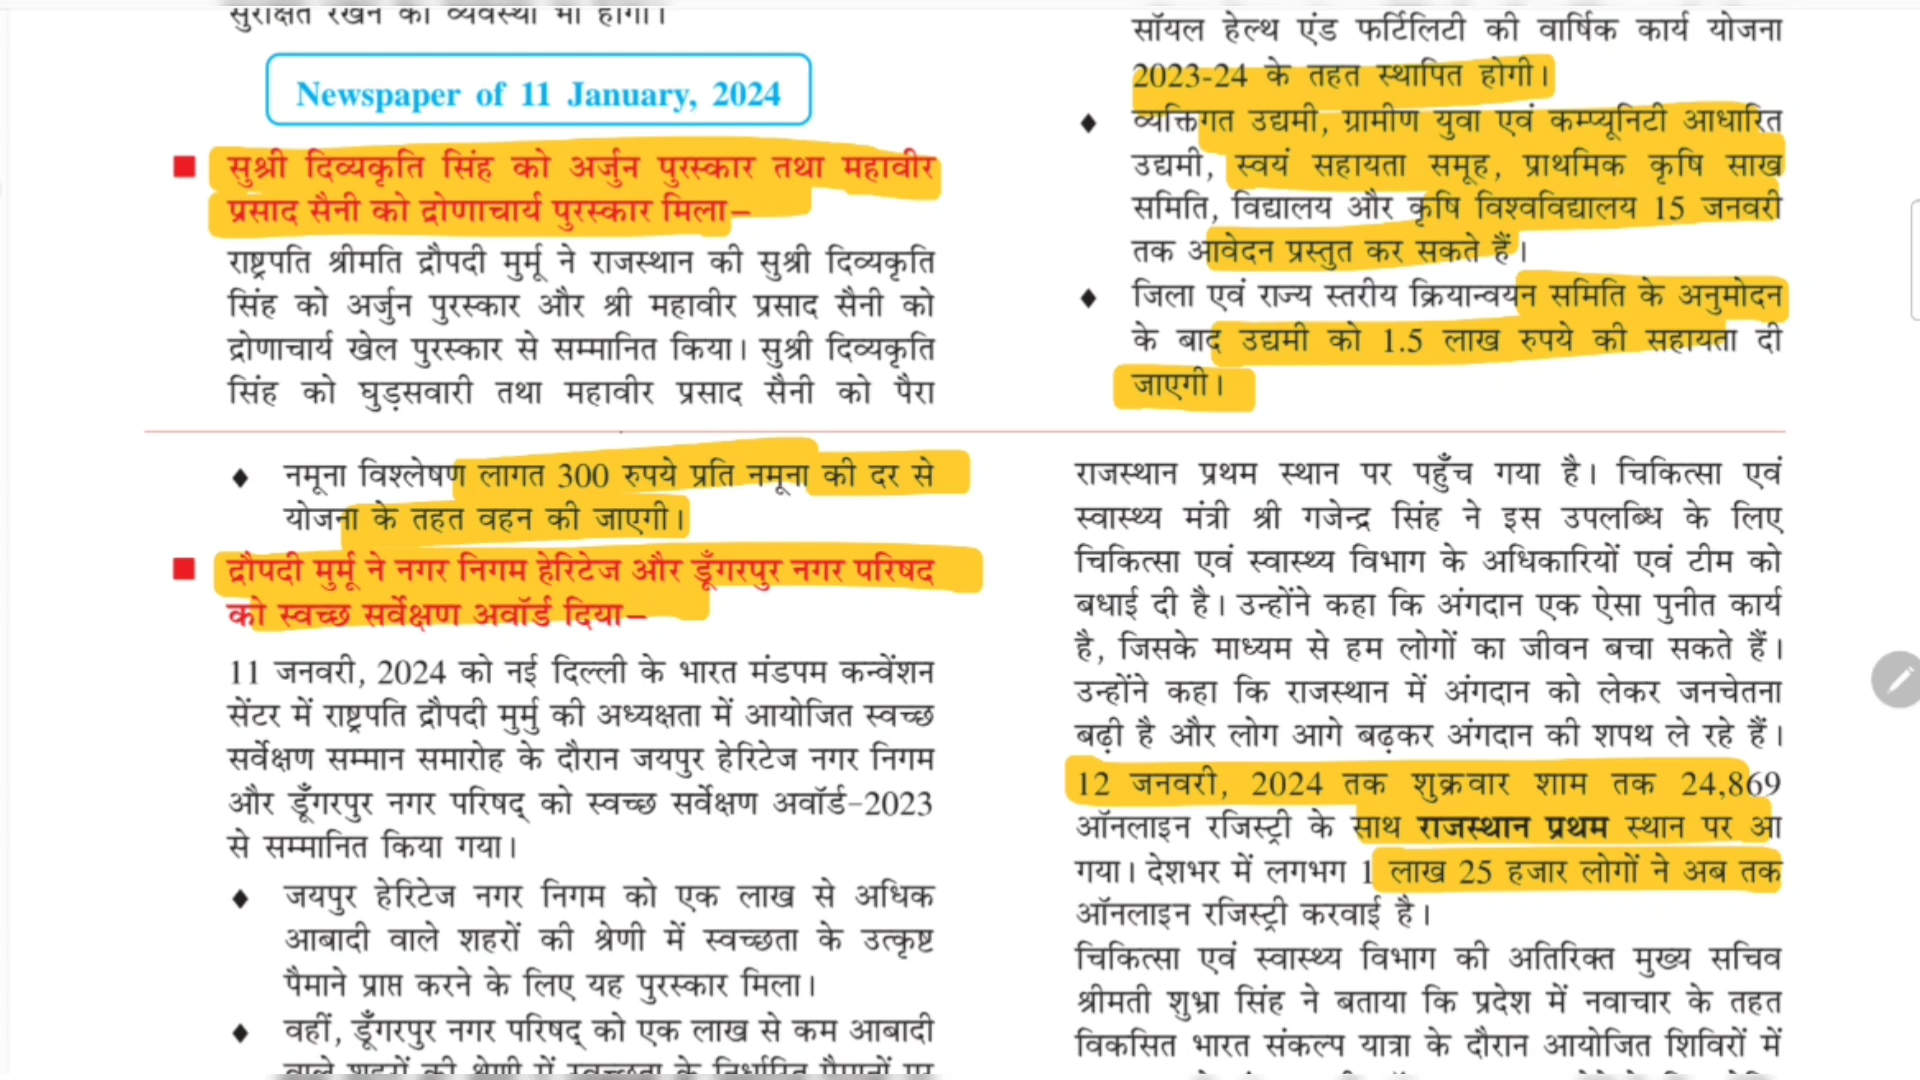 सुरक्षित रखने की व्यवस्था भी होगी।
Newspaper of 11 January, 2024
सुश्री दिव्यकृति सिंह को अर्जुन पुरस्कार तथा महावीर
प्रसाद सैनी को द्रोणाचार्य पुरस्कार मिला–
राष्ट्रपति श्रीमति द्रौपदी मुर्मू ने राजस्थान की सुश्री दिव्यकृति
सिंह को अर्जुन पुरस्कार और श्री महावीर प्रसाद सैनी को
द्रोणाचार्य खेल पुरस्कार से सम्मानित किया। सुश्री दिव्यकृति
सिंह को घुड़सवारी तथा महावीर प्रसाद सैनी को पैरा
सॉयल हेल्थ एंड फर्टिलिटी की वार्षिक कार्य योजना
2023-24 के तहत स्थापित होगी।
♦ व्यक्तिगत उद्यमी, ग्रामीण युवा एवं कम्प्यूनिटी आधारित
उद्यमी, स्वयं सहायता समूह, प्राथमिक कृषि साख
समिति, विद्यालय और कृषि विश्वविद्यालय 15 जनवरी
तक आवेदन प्रस्तुत कर सकते हैं।
♦ जिला एवं राज्य स्तरीय क्रियान्वयन समिति के अनुमोदन
के बाद उद्यमी को 1.5 लाख रुपये की सहायता दी
जाएगी।
♦ नमूना विश्लेषण लागत 300 रुपये प्रति नमूना की दर से
योजना के तहत वहन की जाएगी।
द्रौपदी मुर्मू ने नगर निगम हेरिटेज और डूँगरपुर नगर परिषद
को स्वच्छ सर्वेक्षण अवॉर्ड दिया–
11 जनवरी, 2024 को नई दिल्ली के भारत मंडपम कन्वेंशन
सेंटर में राष्ट्रपति द्रौपदी मुर्मु की अध्यक्षता में आयोजित स्वच्छ
सर्वेक्षण सम्मान समारोह के दौरान जयपुर हेरिटेज नगर निगम
और डूँगरपुर नगर परिषद् को स्वच्छ सर्वेक्षण अवॉर्ड-2023
से सम्मानित किया गया।
♦ जयपुर हेरिटेज नगर निगम को एक लाख से अधिक
आबादी वाले शहरों की श्रेणी में स्वच्छता के उत्कृष्ट
पैमाने प्राप्त करने के लिए यह पुरस्कार मिला।
♦ वहीं, डूँगरपुर नगर परिषद् को एक लाख से कम आबादी
वाले शहरों की श्रेणी में स्वच्छता के निर्धारित पैमानों पर
राजस्थान प्रथम स्थान पर पहुँच गया है। चिकित्सा एवं
स्वास्थ्य मंत्री श्री गजेन्द्र सिंह ने इस उपलब्धि के लिए
चिकित्सा एवं स्वास्थ्य विभाग के अधिकारियों एवं टीम को
बधाई दी है। उन्होंने कहा कि अंगदान एक ऐसा पुनीत कार्य
है, जिसके माध्यम से हम लोगों का जीवन बचा सकते हैं।
उन्होंने कहा कि राजस्थान में अंगदान को लेकर जनचेतना
बढ़ी है और लोग आगे बढ़कर अंगदान की शपथ ले रहे हैं।
12 जनवरी, 2024 तक शुक्रवार शाम तक 24,869
ऑनलाइन रजिस्ट्री के साथ राजस्थान प्रथम स्थान पर आ
गया। देशभर में लगभग 1 लाख 25 हजार लोगों ने अब तक
ऑनलाइन रजिस्ट्री करवाई है।
चिकित्सा एवं स्वास्थ्य विभाग की अतिरिक्त मुख्य सचिव
श्रीमती शुभ्रा सिंह ने बताया कि प्रदेश में नवाचार के तहत
विकसित भारत संकल्प यात्रा के दौरान आयोजित शिविरों में